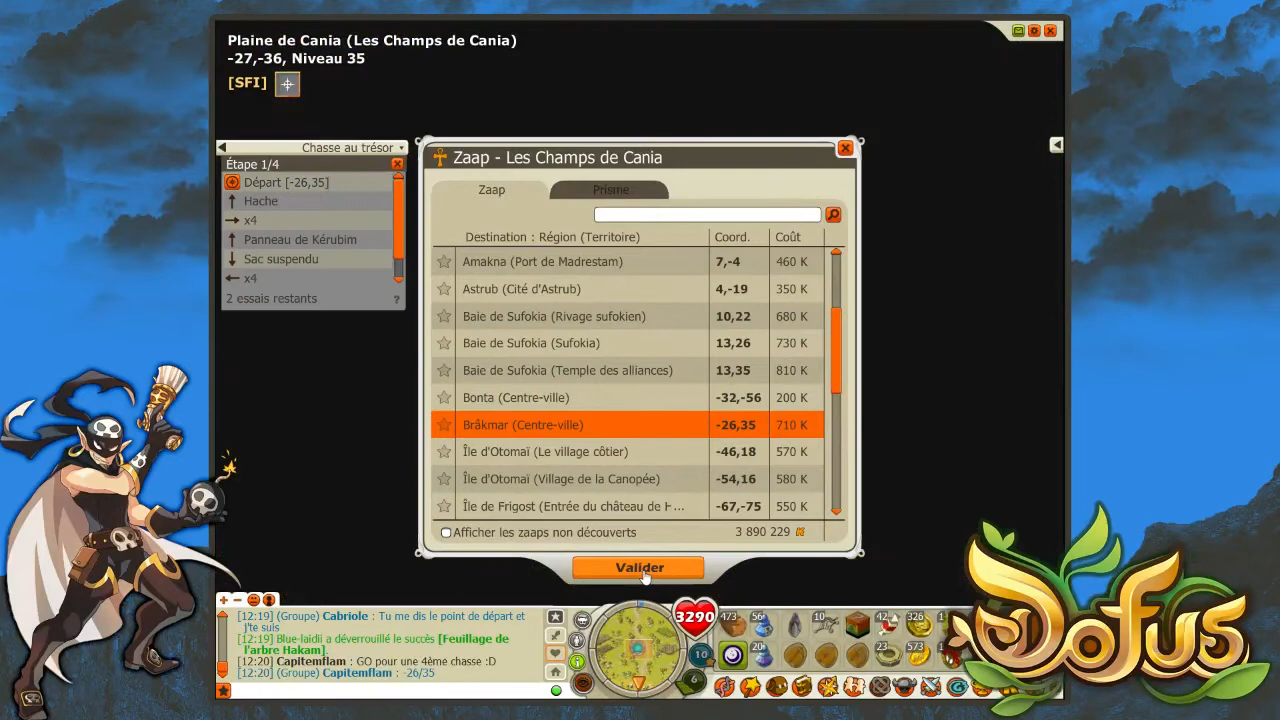 Plaine de Cania (Les Champs de Cania)
-27,-36, Niveau 35
[SFI]
Chasse au trésor
Étape 1/4
Départ [-26,35]
Hache
x4
Panneau de Kérubim
Sac suspendu
x4
2 essais restants ?
Zaap - Les Champs de Cania
Zaap Prisme
Destination : Région (Territoire) Coord. Coût
Amakna (Port de Madrestam) 7,-4 460 K
Astrub (Cité d'Astrub) 4,-19 350 K
Baie de Sufokia (Rivage sufokien) 10,22 680 K
Baie de Sufokia (Sufokia) 13,26 730 K
Baie de Sufokia (Temple des alliances) 13,35 810 K
Bonta (Centre-ville) -32,-56 200 K
Brâkmar (Centre-ville) -26,35 710 K
Île d'Otomaï (Le village côtier) -46,18 570 K
Île d'Otomaï (Village de la Canopée) -54,16 580 K
Île de Frigost (Entrée du château de H... -67,-75 550 K
Afficher les zaaps non découverts 3 890 229
Valider
[12:19] (Groupe) Cabriole : Tu me dis le point de départ et
j'te suis
[12:19] Blue-laidii a déverrouillé le succès [Feuillage de
l'arbre Hakam].
[12:20] Capitemflam : GO pour une 4ème chasse :D
[12:20] (Groupe) Capitemflam : -26/35
3290
473 56 10 42 326
10 20 573
6
DOFUS